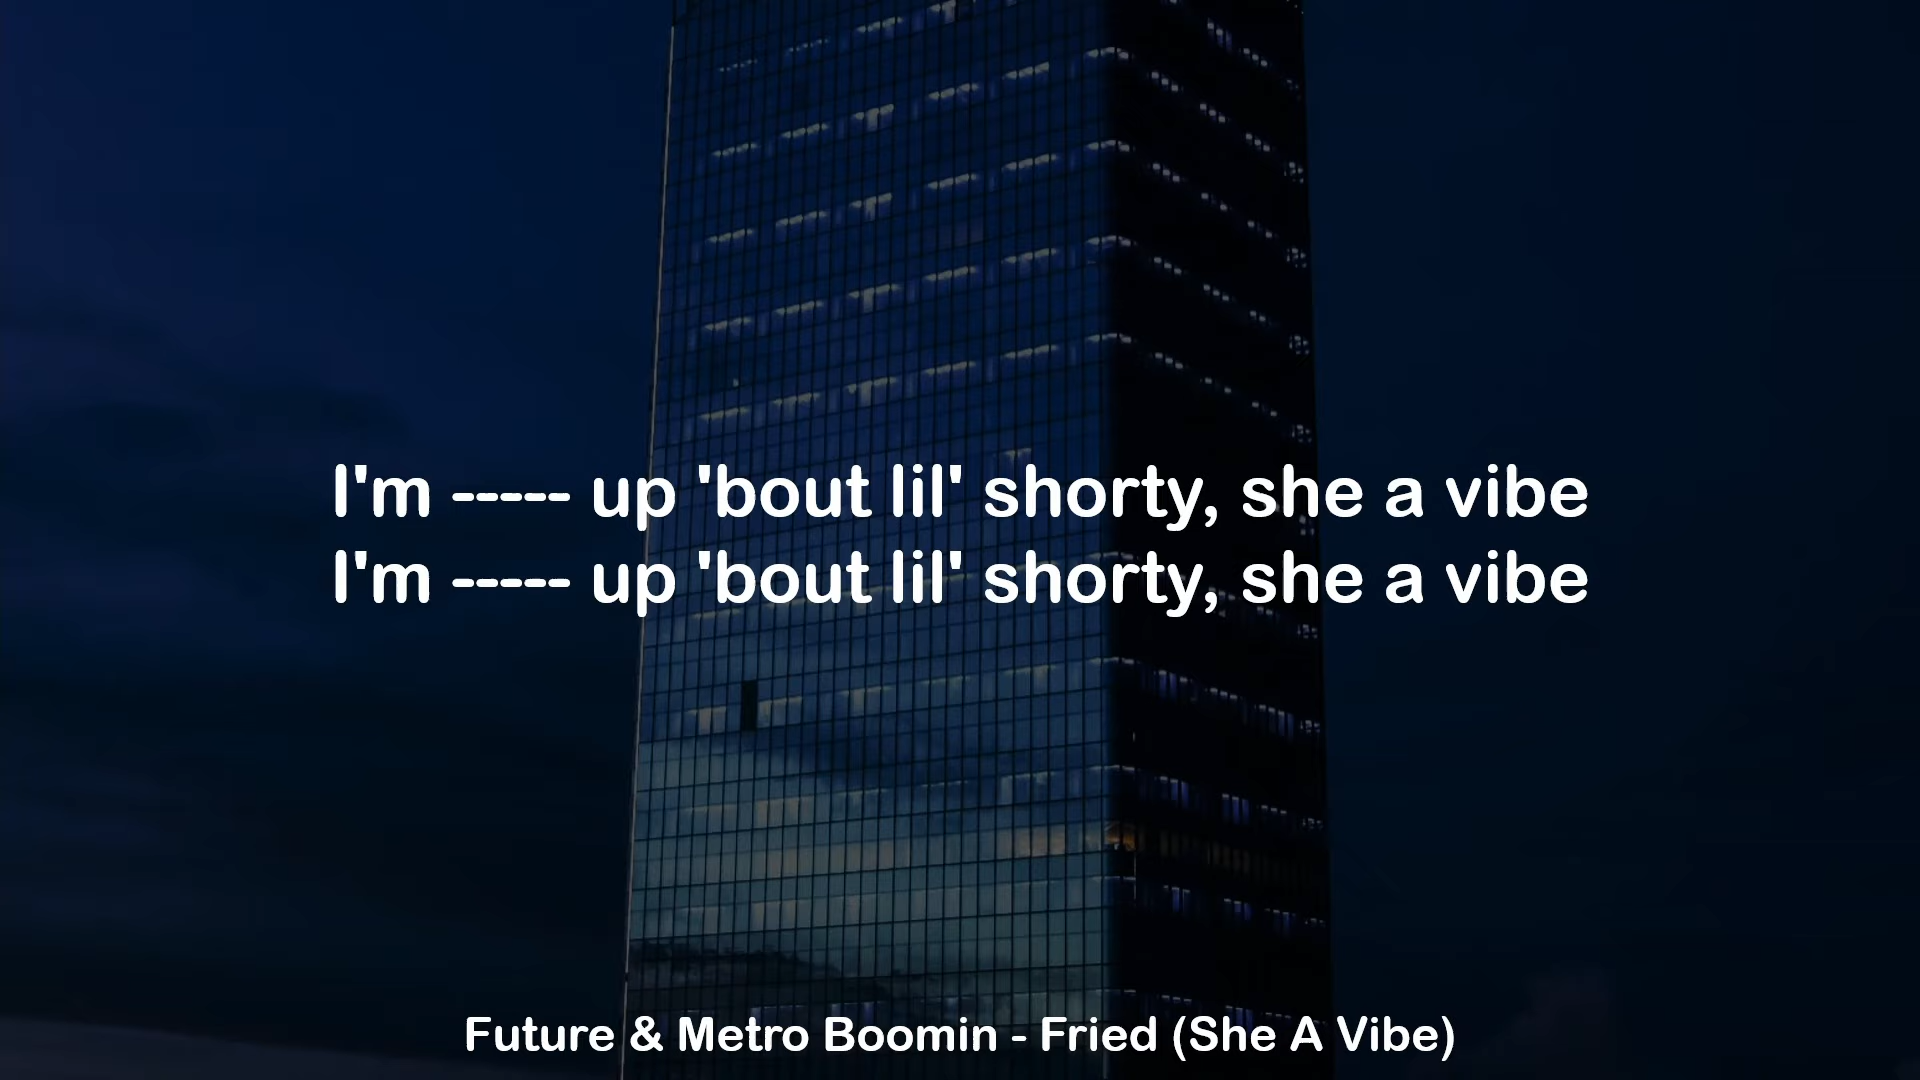 I'm ----- up 'bout lil' shorty, she a vibe
I'm ----- up 'bout lil' shorty, she a vibe
Future & Metro Boomin - Fried (She A Vibe)